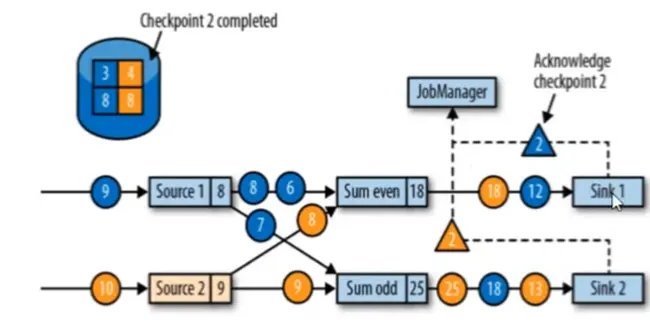 Checkpoint 2 completed
3 4
8 8
Acknowledge
checkpoint 2
JobManager
2
9 Source 1 8 8 6 Sum even 18 18 12 Sink 1
7 8
2
10 Source 2 9 9 Sum odd 25 25 18 13 Sink 2